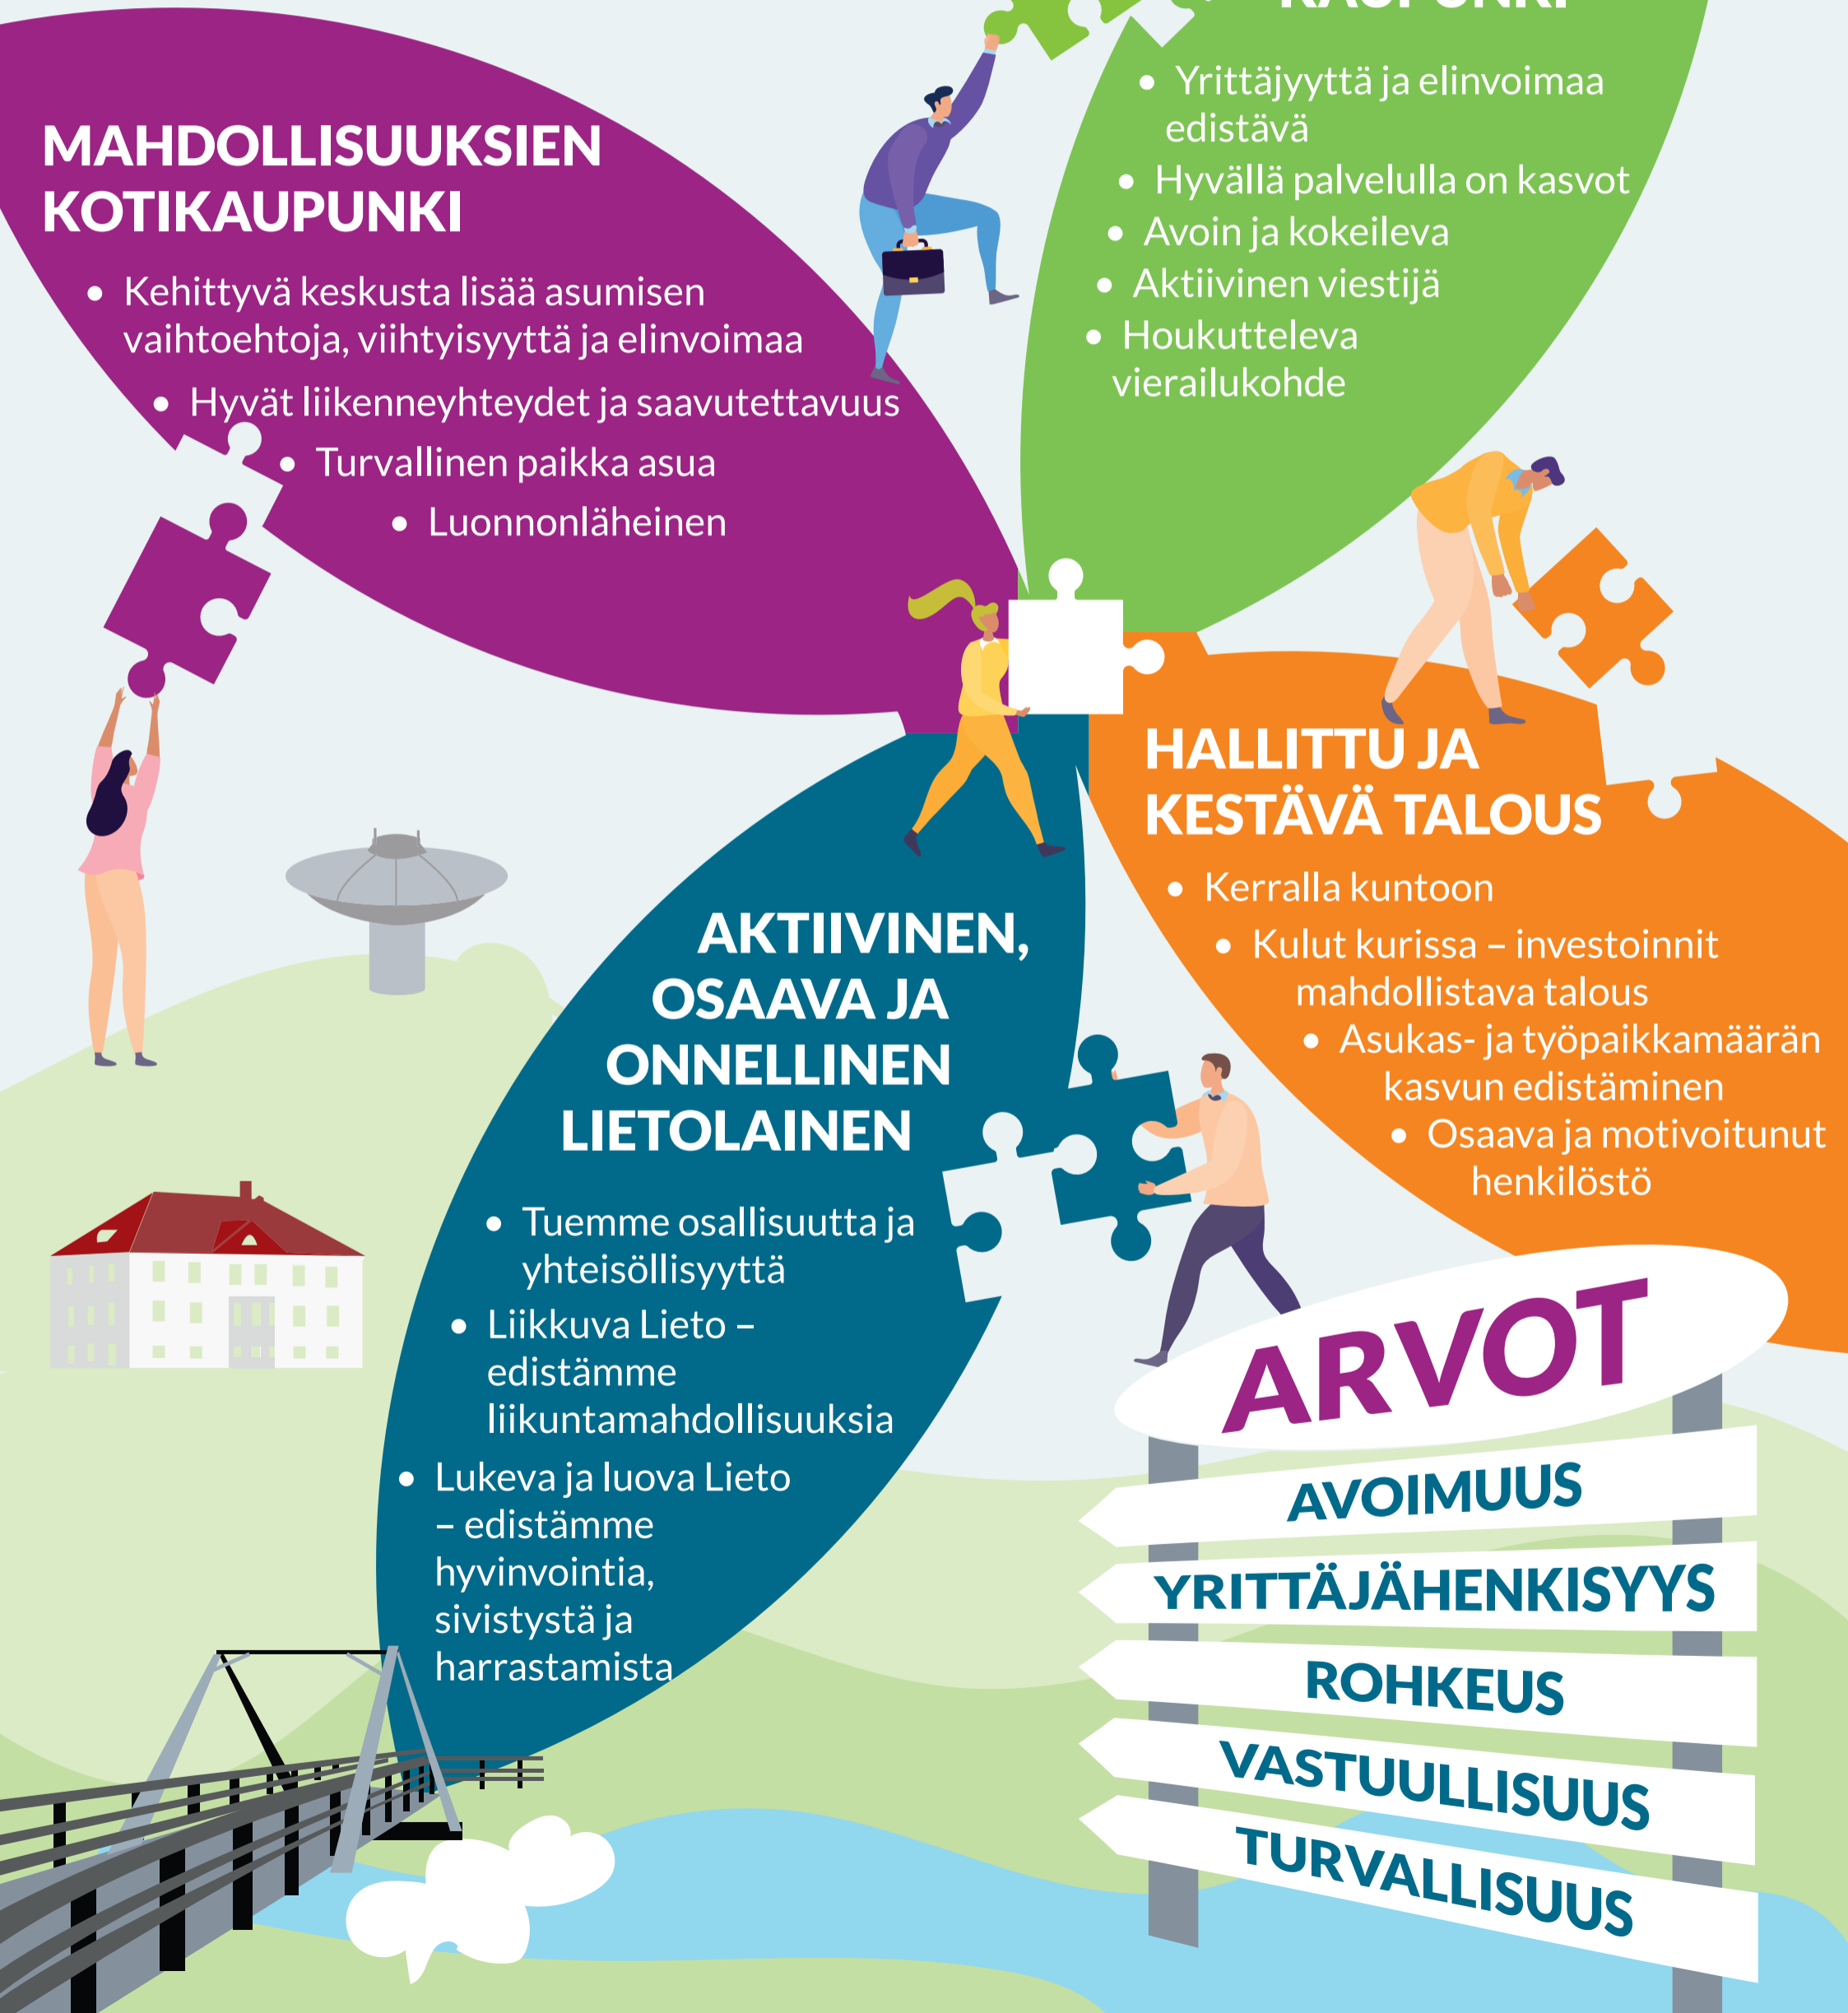 KAUPUNKI
• Yrittäjyyttä ja elinvoimaa
edistävä
• Hyvällä palvelulla on kasvot
• Avoin ja kokeileva
• Aktiivinen viestijä
• Houkutteleva
vierailukohde
MAHDOLLISUUKSIEN
KOTIKAUPUNKI
• Kehittyvä keskusta lisää asumisen
vaihtoehtoja, viihtyisyyttä ja elinvoimaa
• Hyvät liikenneyhteydet ja saavutettavuus
• Turvallinen paikka asua
• Luonnonläheinen
HALLITTU JA
KESTÄVÄ TALOUS
• Kerralla kuntoon
• Kulut kurissa – investoinnit
mahdollistava talous
• Asukas- ja työpaikkamäärän
kasvun edistäminen
• Osaava ja motivoitunut
henkilöstö
AKTIIVINEN,
OSAAVA JA
ONNELLINEN
LIETOLAINEN
• Tuemme osallisuutta ja
yhteisöllisyyttä
• Liikkuva Lieto –
edistämme
liikuntamahdollisuuksia
• Lukeva ja luova Lieto
– edistämme
hyvinvointia,
sivistystä ja
harrastamista
ARVOT
AVOIMUUS
YRITTÄJÄHENKISYYS
ROHKEUS
VASTUULLISUUS
TURVALLISUUS